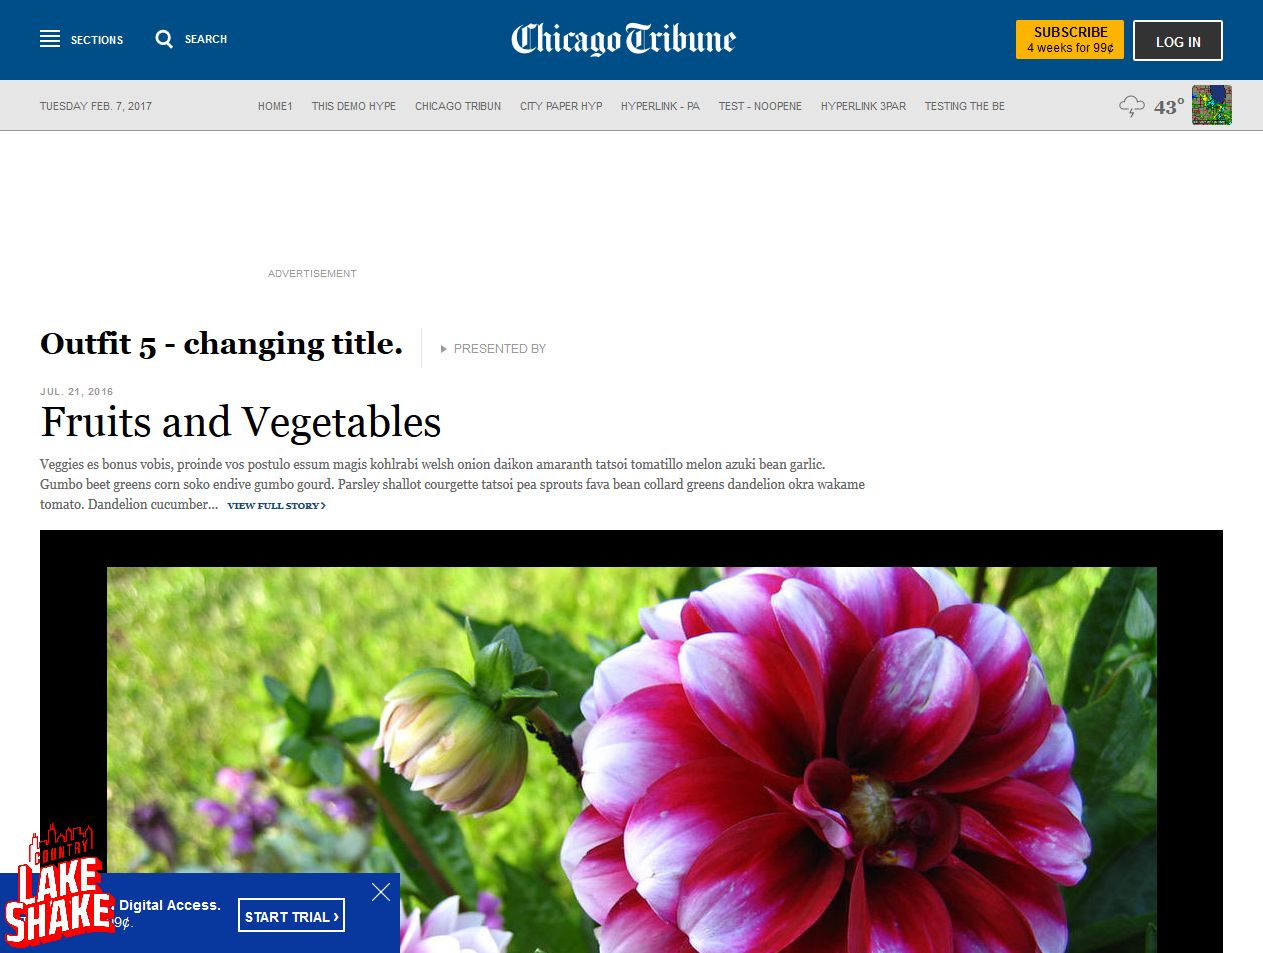 SECTIONS
SEARCH
Chicago Tribune
SUBSCRIBE
4 weeks for 99¢
LOG IN
TUESDAY FEB. 7, 2017
HOME1
THIS DEMO HYPE
CHICAGO TRIBUN
CITY PAPER HYP
HYPERLINK - PA
TEST - NOOPENE
HYPERLINK 3PAR
TESTING THE BE
43°
ADVERTISEMENT
Outfit 5 - changing title.
PRESENTED BY
JUL. 21, 2016
Fruits and Vegetables
Veggies es bonus vobis, proinde vos postulo essum magis kohlrabi welsh onion daikon amaranth tatsoi tomatillo melon azuki bean garlic.
Gumbo beet greens corn soko endive gumbo gourd. Parsley shallot courgette tatsoi pea sprouts fava bean collard greens dandelion okra wakame
tomato. Dandelion cucumber... VIEW FULL STORY ›
COUNTRY
LAKE
SHAKE
Digital Access.
9¢.
START TRIAL ›